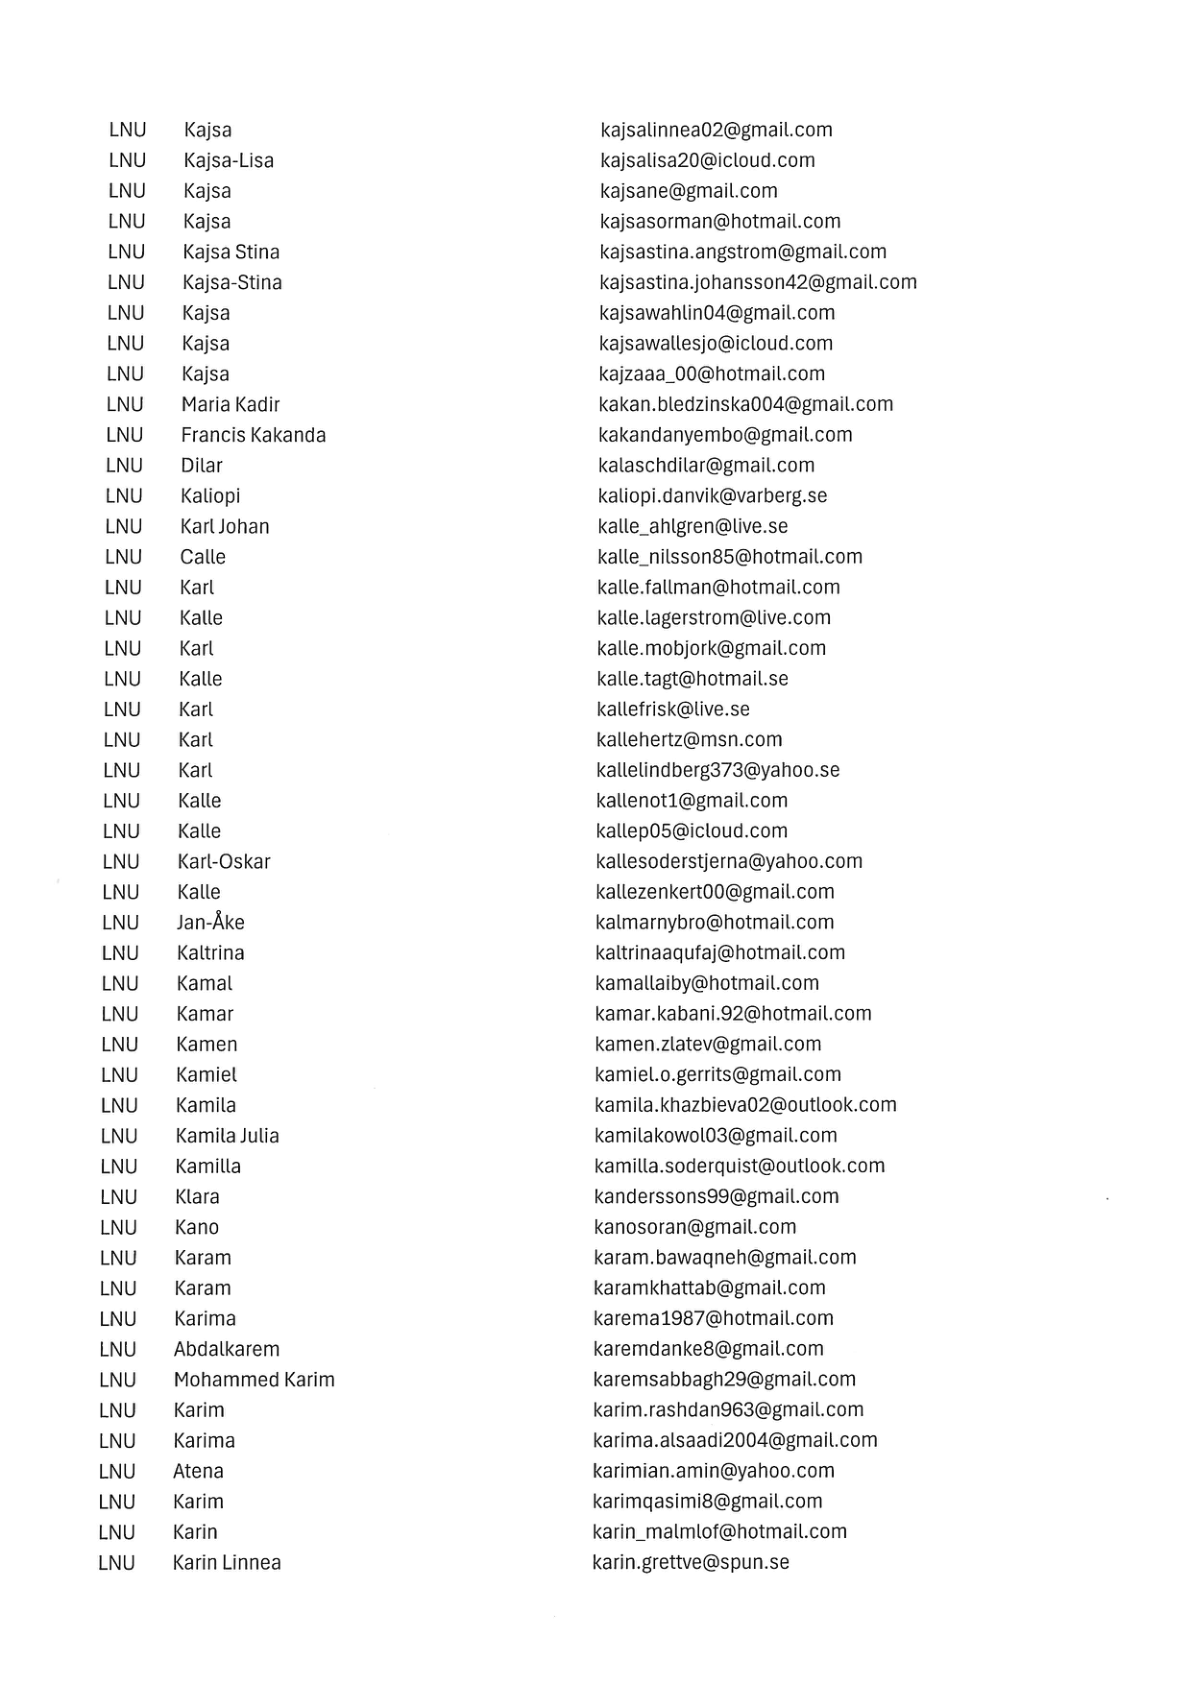 LNU Kajsa kajsalinnea02@gmail.com
LNU Kajsa-Lisa kajsalisa20@icloud.com
LNU Kajsa kajsane@gmail.com
LNU Kajsa kajsasorman@hotmail.com
LNU Kajsa Stina kajsastina.angstrom@gmail.com
LNU Kajsa-Stina kajsastina.johansson42@gmail.com
LNU Kajsa kajsawahlin04@gmail.com
LNU Kajsa kajsawallesjo@icloud.com
LNU Kajsa kajzaaa_00@hotmail.com
LNU Maria Kadir kakan.bledzinska004@gmail.com
LNU Francis Kakanda kakandanyembo@gmail.com
LNU Dilar kalaschdilar@gmail.com
LNU Kaliopi kaliopi.danvik@varberg.se
LNU Karl Johan kalle_ahlgren@live.se
LNU Calle kalle_nilsson85@hotmail.com
LNU Karl kalle.fallman@hotmail.com
LNU Kalle kalle.lagerstrom@live.com
LNU Karl kalle.mobjork@gmail.com
LNU Kalle kalle.tagt@hotmail.se
LNU Karl kallefrisk@live.se
LNU Karl kallehertz@msn.com
LNU Karl kallelindberg373@yahoo.se
LNU Kalle kallenot1@gmail.com
LNU Kalle kallep05@icloud.com
LNU Karl-Oskar kallesoderstjerna@yahoo.com
LNU Kalle kallezenkert00@gmail.com
LNU Jan-Åke kalmarnybro@hotmail.com
LNU Kaltrina kaltrinaaqufaj@hotmail.com
LNU Kamal kamallaiby@hotmail.com
LNU Kamar kamar.kabani.92@hotmail.com
LNU Kamen kamen.zlatev@gmail.com
LNU Kamiel kamiel.o.gerrits@gmail.com
LNU Kamila kamila.khazbieva02@outlook.com
LNU Kamila Julia kamilakowol03@gmail.com
LNU Kamilla kamilla.soderquist@outlook.com
LNU Klara kanderssons99@gmail.com
LNU Kano kanosoran@gmail.com
LNU Karam karam.bawaqneh@gmail.com
LNU Karam karamkhattab@gmail.com
LNU Karima karema1987@hotmail.com
LNU Abdalkarem karemdanke8@gmail.com
LNU Mohammed Karim karemsabbagh29@gmail.com
LNU Karim karim.rashdan963@gmail.com
LNU Karima karima.alsaadi2004@gmail.com
LNU Atena karimian.amin@yahoo.com
LNU Karim karimqasimi8@gmail.com
LNU Karin karin_malmlof@hotmail.com
LNU Karin Linnea karin.grettve@spun.se